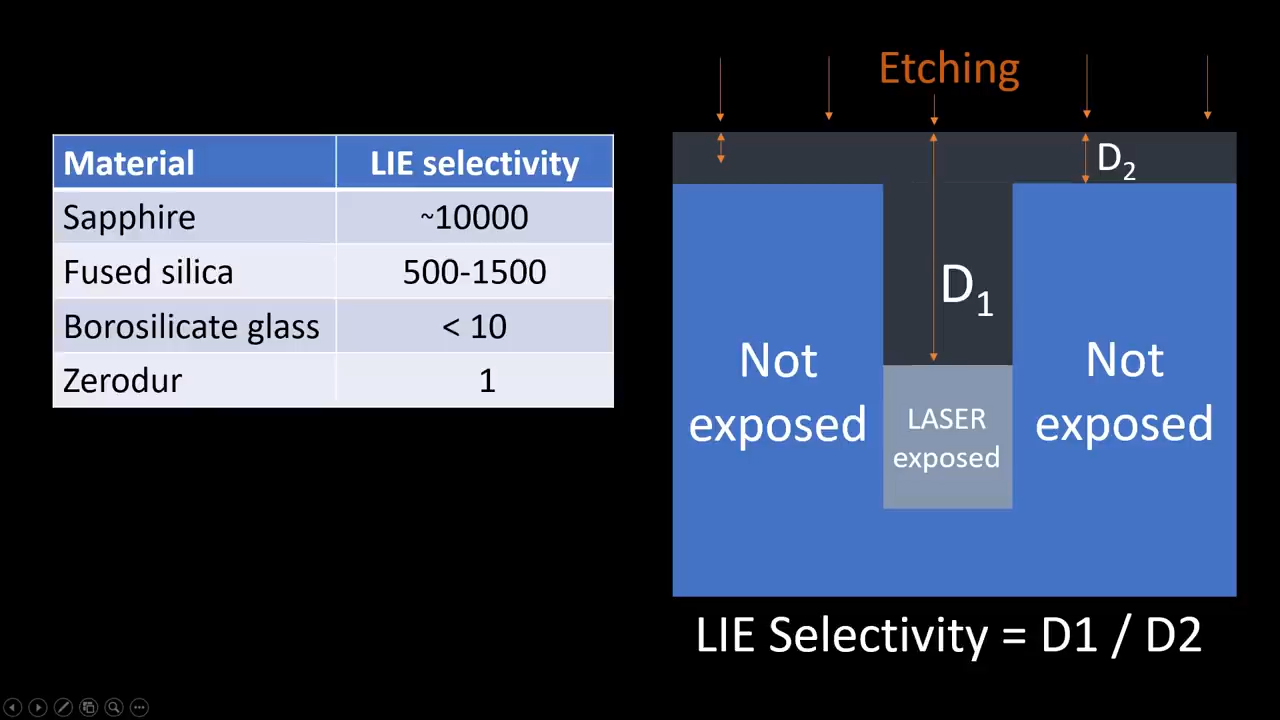 Material LIE selectivity
Sapphire ~10000
Fused silica 500-1500
Borosilicate glass < 10
Zerodur 1
Etching
D2
D1
Not
exposed
LASER
exposed
Not
exposed
LIE Selectivity = D1 / D2